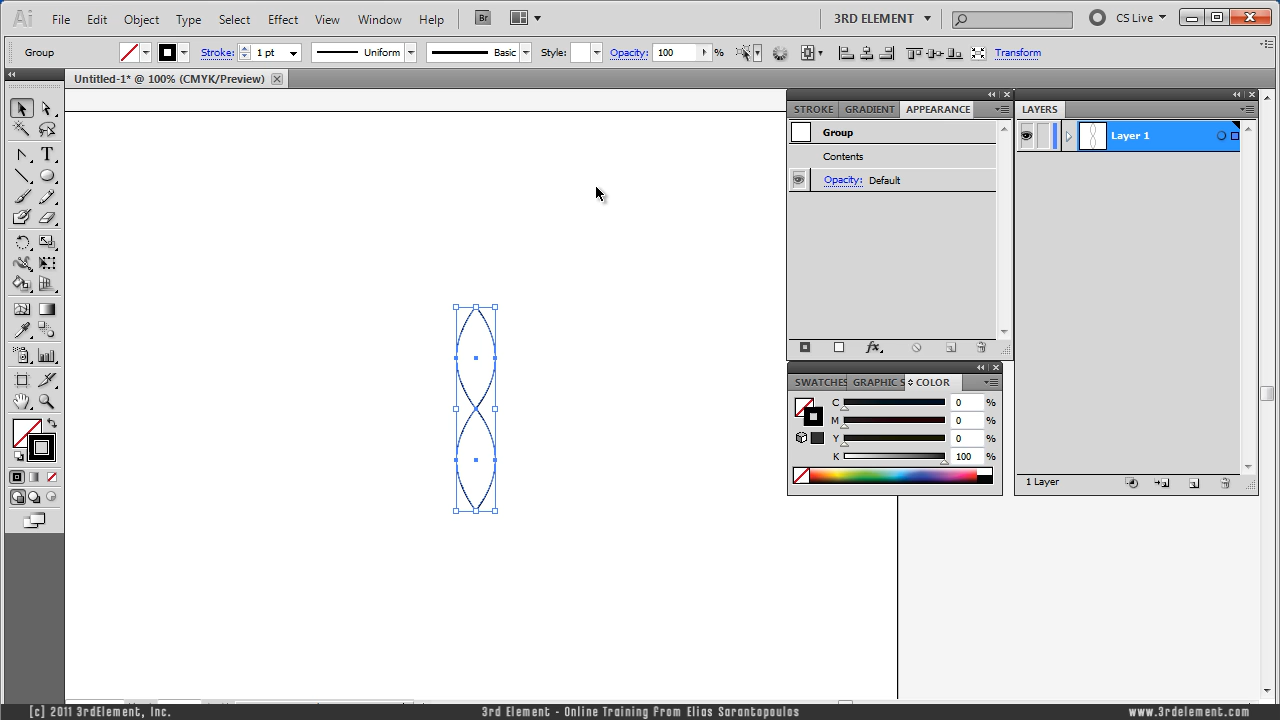 Ai File Edit Object Type Select Effect View Window Help Br 3RD ELEMENT CS Live
Group Stroke: 1 pt Uniform Basic Style: Opacity: 100 % Transform
Untitled-1* @ 100% (CMYK/Preview)
STROKE GRADIENT APPEARANCE
Group
Contents
Opacity: Default
fx
LAYERS
Layer 1
1 Layer
SWATCHES GRAPHIC S COLOR
C 0 %
M 0 %
Y 0 %
K 100 %
[c] 2011 3rdElement, Inc. 3rd Element - Online Training From Elias Sarantopoulos www.3rdelement.com